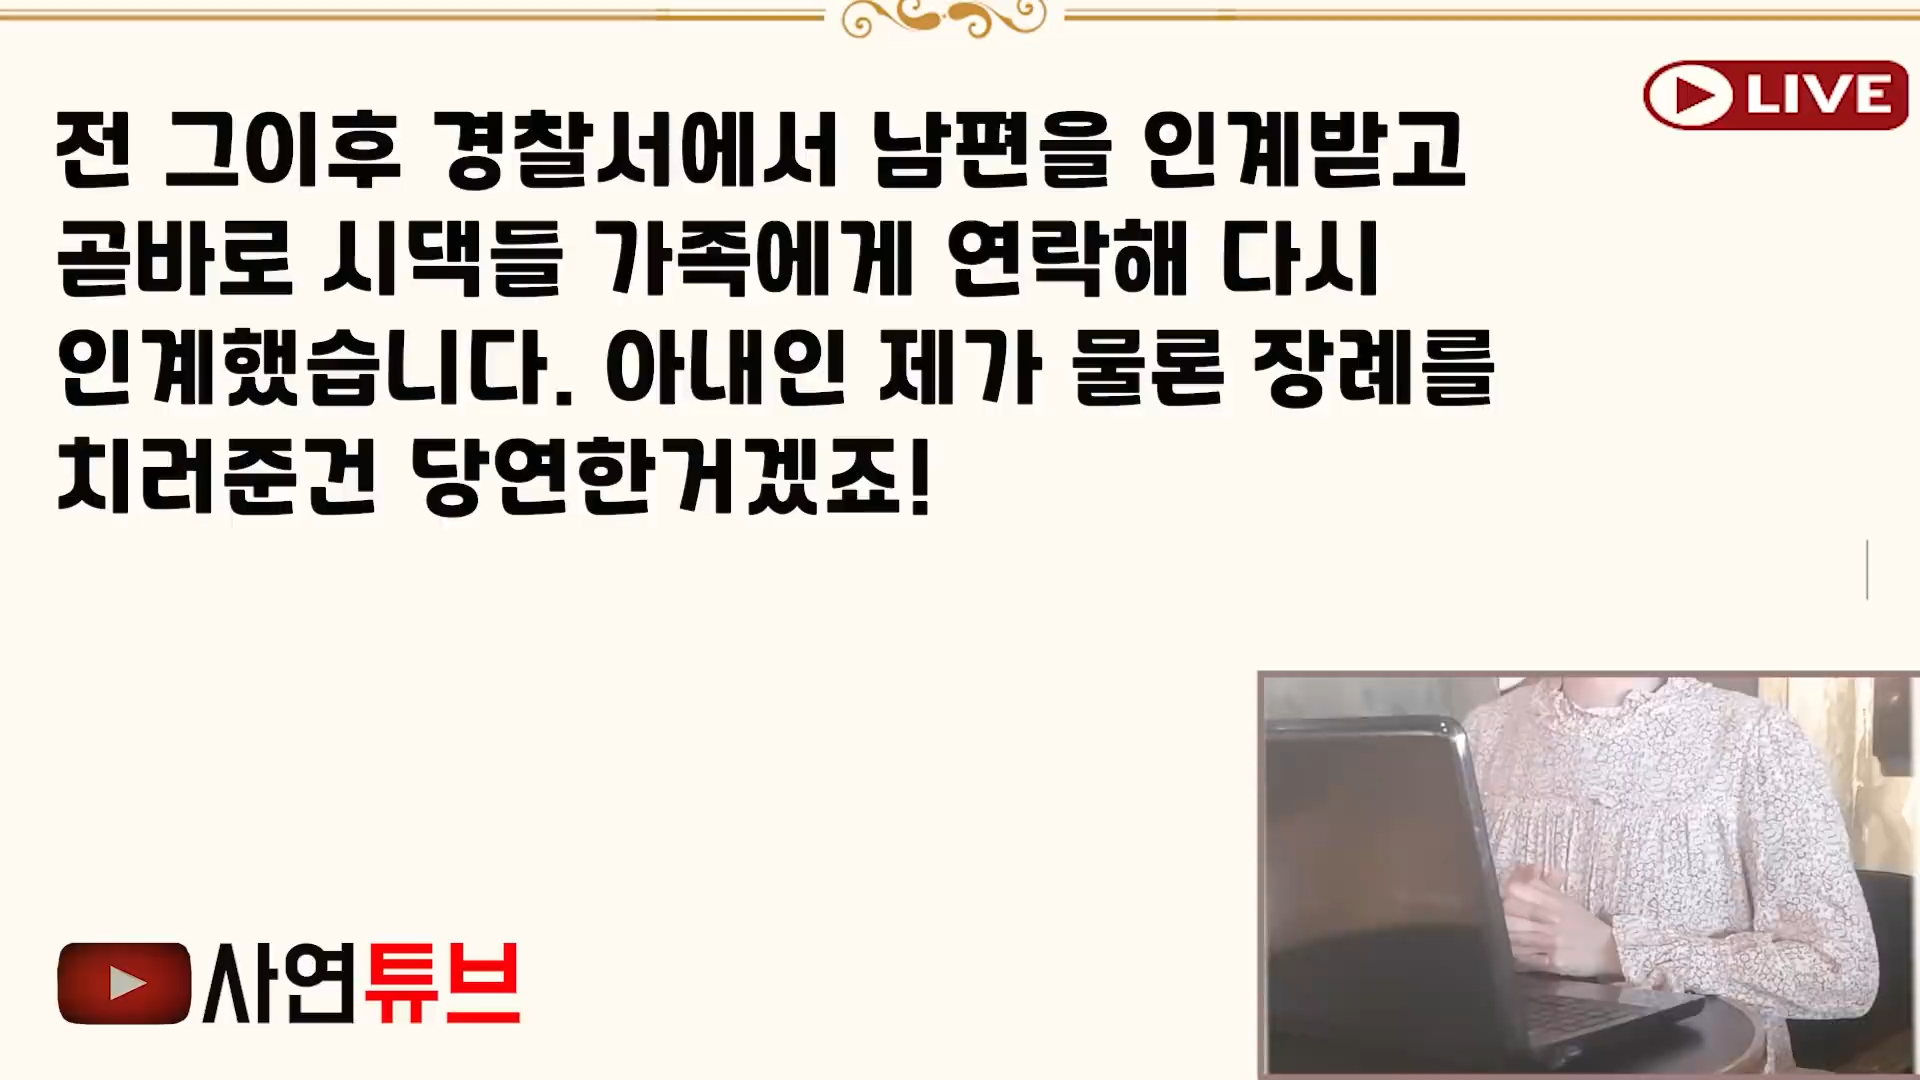 LIVE
전 그이후 경찰서에서 남편을 인계받고
곧바로 시댁들 가족에게 연락해 다시
인계했습니다. 아내인 제가 물론 장례를
치러준건 당연한거겠죠!
사연튜브